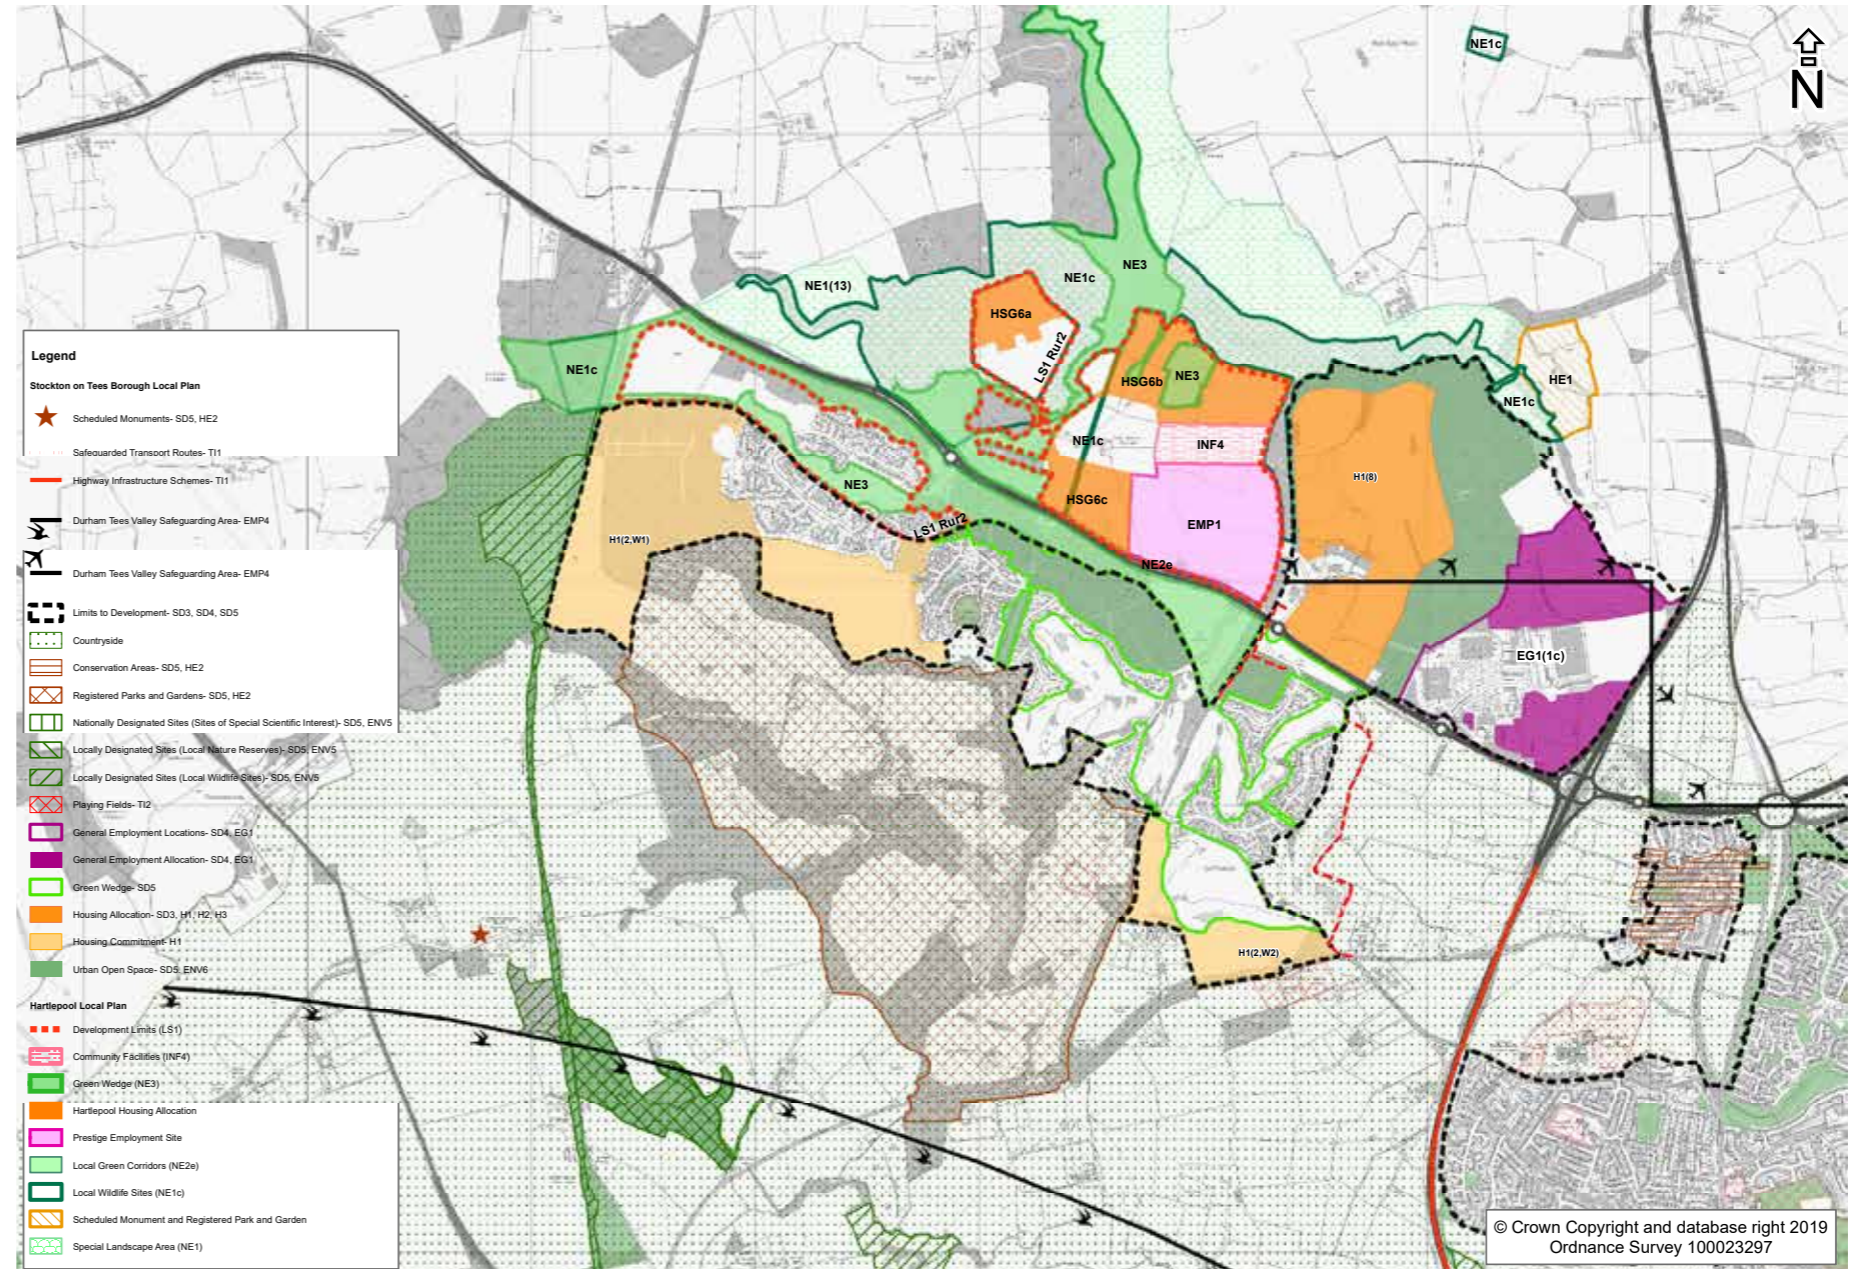 NE1c
N
NE1(13)
NE1c
NE3
HSG6a
LS1 Rur2
NE1c
HSG6b
NE3
HE1
NE1c
NE1c
INF4
H1(8)
NE3
HSG6c
EMP1
LS1 Rur2
H1(2,W1)
NE2e
EG1(1c)
H1(2,W2)
Legend
Stockton on Tees Borough Local Plan
Scheduled Monuments- SD5, HE2
Safeguarded Transport Routes- TI1
Highway Infrastructure Schemes- TI1
Durham Tees Valley Safeguarding Area- EMP4
Durham Tees Valley Safeguarding Area- EMP4
Limits to Development- SD3, SD4, SD5
Countryside
Conservation Areas- SD5, HE2
Registered Parks and Gardens- SD5, HE2
Nationally Designated Sites (Sites of Special Scientific Interest)- SD5, ENV5
Locally Designated Sites (Local Nature Reserves)- SD5, ENV5
Locally Designated Sites (Local Wildlife Sites)- SD5, ENV5
Playing Fields- TI2
General Employment Locations- SD4, EG1
General Employment Allocation- SD4, EG1
Green Wedge- SD5
Housing Allocation- SD3, H1, H2, H3
Housing Commitment- H1
Urban Open Space- SD5, ENV6
Hartlepool Local Plan
Development Limits (LS1)
Community Facilities (INF4)
Green Wedge (NE3)
Hartlepool Housing Allocation
Prestige Employment Site
Local Green Corridors (NE2e)
Local Wildlife Sites (NE1c)
Scheduled Monument and Registered Park and Garden
Special Landscape Area (NE1)
© Crown Copyright and database right 2019
Ordnance Survey 100023297